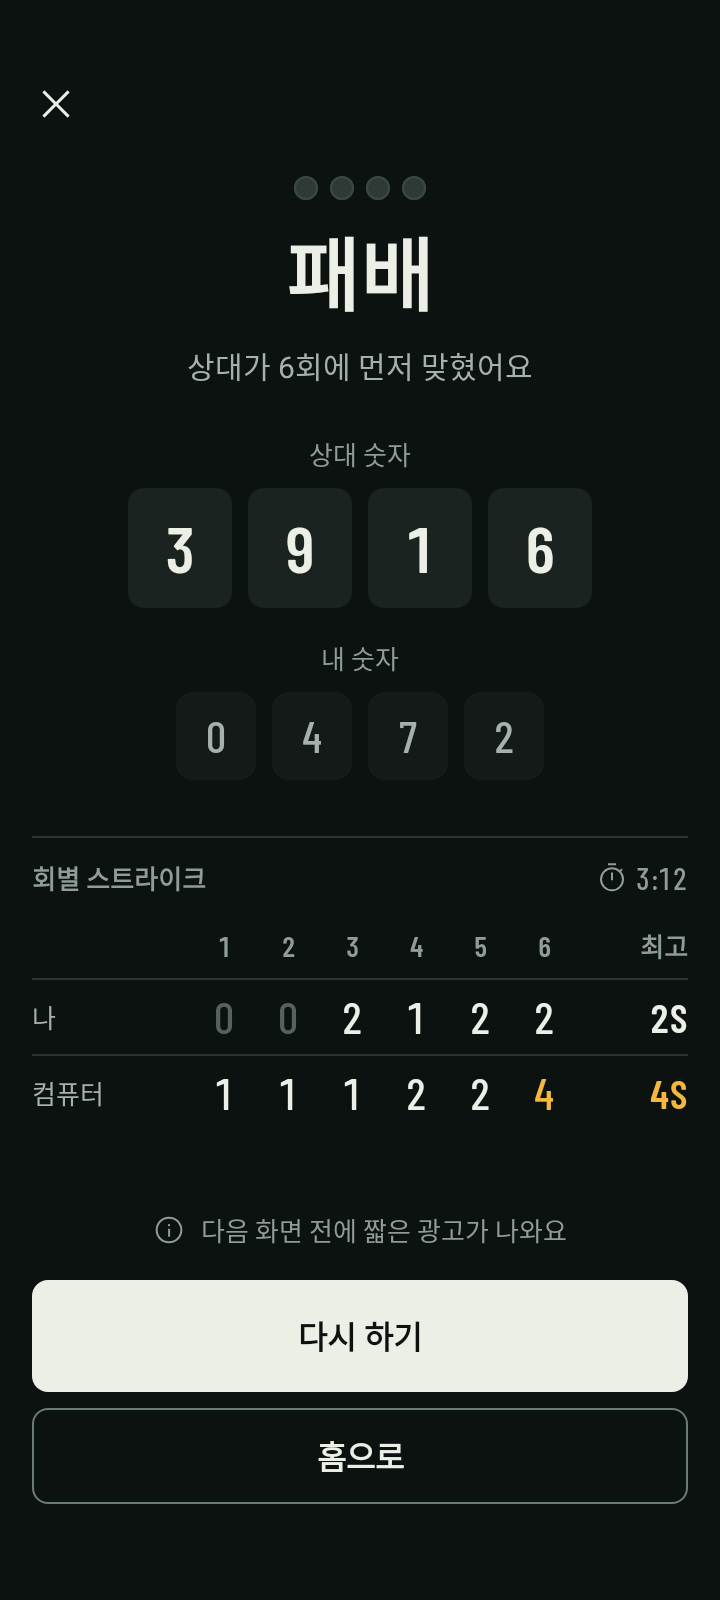 패배
상대가 6회에 먼저 맞혔어요
상대 숫자
3 9 1 6
내 숫자
0 4 7 2
회별 스트라이크 3:12
1 2 3 4 5 6 최고
나 0 0 2 1 2 2 2S
컴퓨터 1 1 1 2 2 4 4S
다음 화면 전에 짧은 광고가 나와요
다시 하기
홈으로